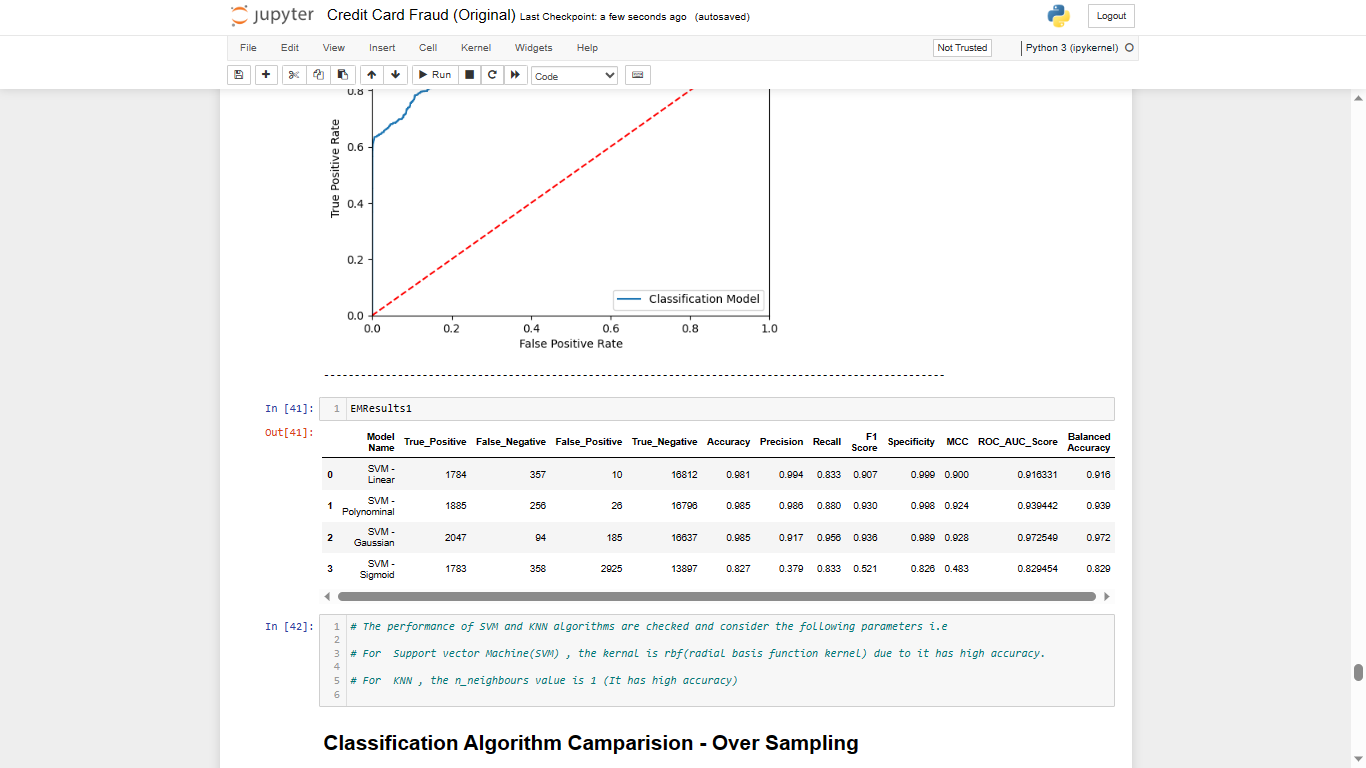 jupyter Credit Card Fraud (Original) Last Checkpoint: a few seconds ago (autosaved) Logout
File Edit View Insert Cell Kernel Widgets Help Not Trusted Python 3 (ipykernel)
Run Code
0.8
0.6
0.4
0.2
0.0
True Positive Rate
Classification Model
0.0 0.2 0.4 0.6 0.8 1.0
False Positive Rate
----------------------------------------------------------------------------------------------------
In [41]: 1 EMResults1
Out[41]:
Model Name True_Positive False_Negative False_Positive True_Negative Accuracy Precision Recall F1 Score Specificity MCC ROC_AUC_Score Balanced Accuracy
0 SVM - Linear 1784 357 10 16812 0.981 0.994 0.833 0.907 0.999 0.900 0.916331 0.916
1 SVM - Polynominal 1885 256 26 16796 0.985 0.986 0.880 0.930 0.998 0.924 0.939442 0.939
2 SVM - Gaussian 2047 94 185 16637 0.985 0.917 0.956 0.936 0.989 0.928 0.972549 0.972
3 SVM - Sigmoid 1783 358 2925 13897 0.827 0.379 0.833 0.521 0.826 0.483 0.829454 0.829
In [42]: 1 # The performance of SVM and KNN algorithms are checked and consider the following parameters i.e
2
3 # For  Support vector Machine(SVM) , the kernal is rbf(radial basis function kernel) due to it has high accuracy.
4
5 # For  KNN , the n_neighbours value is 1 (It has high accuracy)
6
Classification Algorithm Camparision - Over Sampling